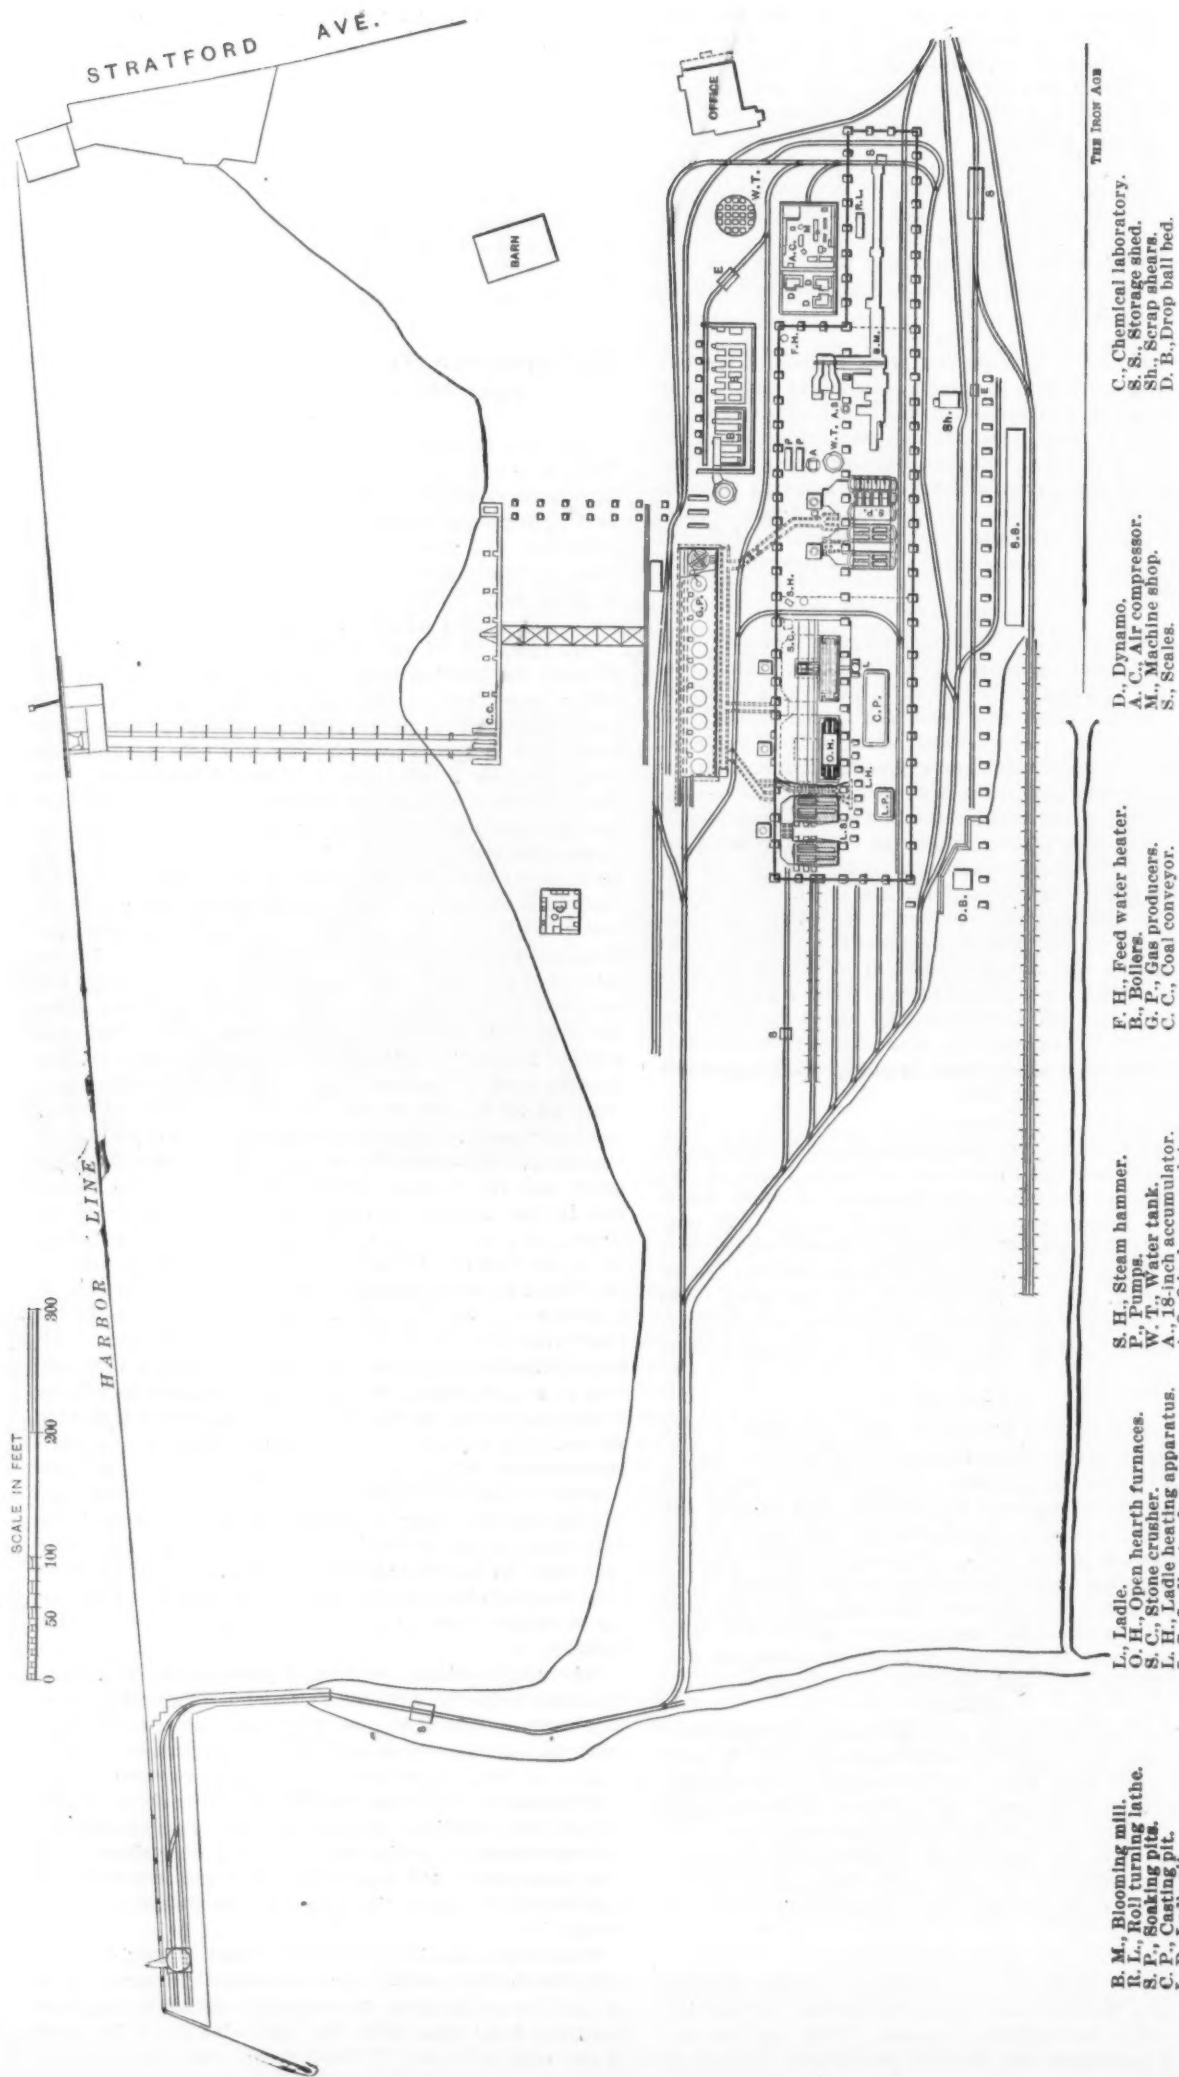 STRATFORD AVE.
OFFICE
BARN
W.T.
E
A.C.
M
D
D
R.L.
S
F.H.
B.M.
B
P
P
A
W.T.
A.S
Sh.
E
S
S.P.
S.S.
G.P.
S.H.
S.C.
L
C.P.
O.H.
L.H.
L.P.
L.S.
C.C.
C
D.B.
S
S
HARBOR LINE
SCALE IN FEET
0 50 100 200 300
THE IRON AGE
B. M., Blooming mill.
R. L., Roll turning lathe.
S. P., Soaking pits.
C. P., Casting pit.
L., Ladle.
O. H., Open hearth furnaces.
S. C., Stone crusher.
L. H., Ladle heating apparatus.
S. H., Steam hammer.
P., Pumps.
W. T., Water tank.
A., 18-inch accumulator.
F. H., Feed water heater.
B., Boilers.
G. P., Gas producers.
C. C., Coal conveyor.
D., Dynamo.
A. C., Air compressor.
M., Machine shop.
S., Scales.
C., Chemical laboratory.
S. S., Storage shed.
Sh., Scrap shears.
D. B., Drop ball bed.